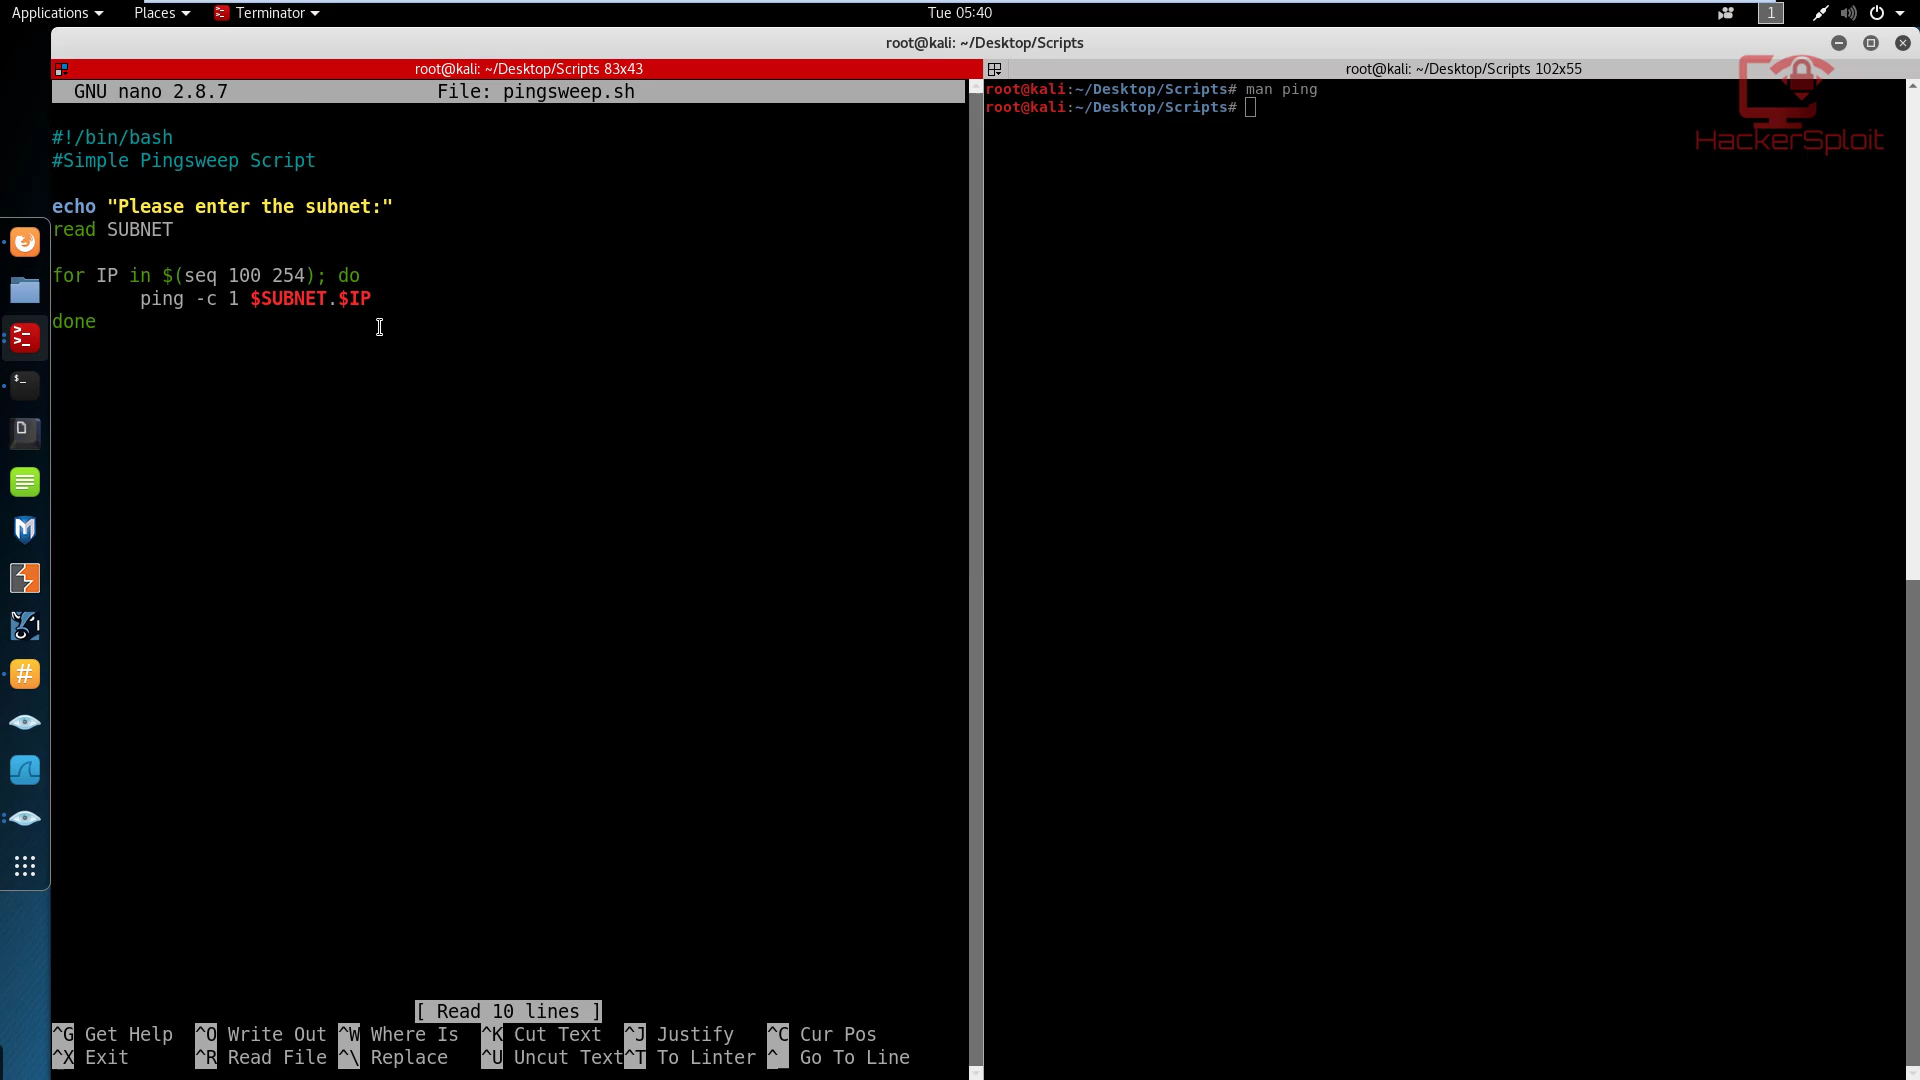 Applications Places Terminator Tue 05:40 1
root@kali: ~/Desktop/Scripts
root@kali: ~/Desktop/Scripts 83x43
GNU nano 2.8.7 File: pingsweep.sh
#!/bin/bash
#Simple Pingsweep Script
echo "Please enter the subnet:"
read SUBNET
for IP in $(seq 100 254); do
ping -c 1 $SUBNET.$IP
done
[ Read 10 lines ]
^G Get Help ^O Write Out ^W Where Is ^K Cut Text ^J Justify ^C Cur Pos
^X Exit ^R Read File ^\ Replace ^U Uncut Text ^T To Linter ^_ Go To Line
root@kali: ~/Desktop/Scripts 102x55
root@kali:~/Desktop/Scripts# man ping
root@kali:~/Desktop/Scripts#
HackerSploit